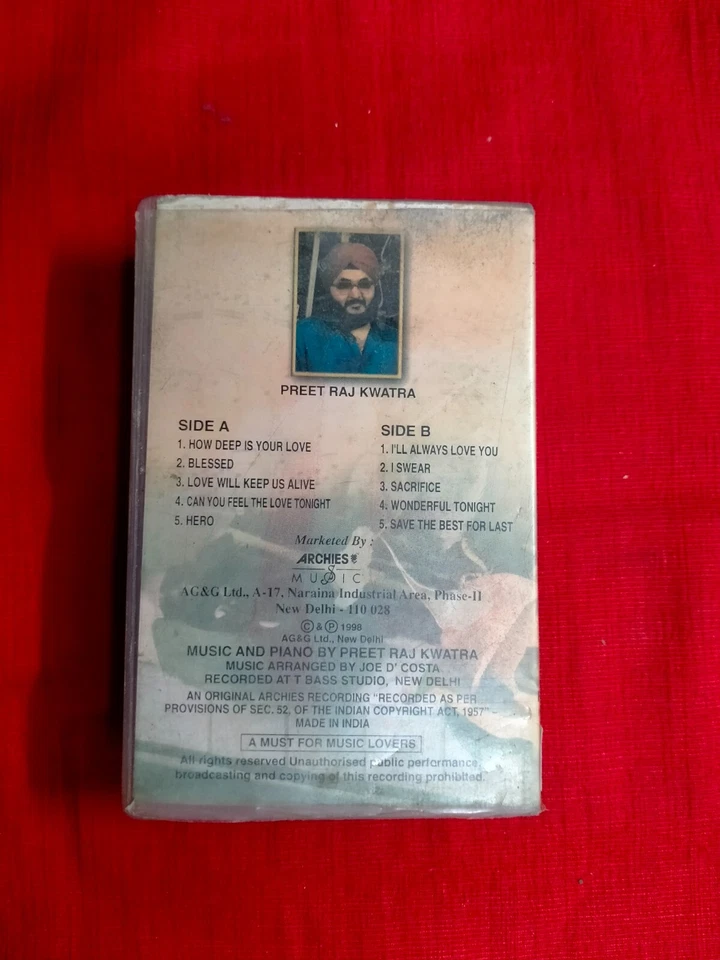 PREET RAJ KWATRA
SIDE A
1. HOW DEEP IS YOUR LOVE
2. BLESSED
3. LOVE WILL KEEP US ALIVE
4. CAN YOU FEEL THE LOVE TONIGHT
5. HERO
SIDE B
1. I'LL ALWAYS LOVE YOU
2. I SWEAR
3. SACRIFICE
4. WONDERFUL TONIGHT
5. SAVE THE BEST FOR LAST
Marketed By :
ARCHIES
MUSIC
AG&G Ltd., A-17, Naraina Industrial Area, Phase-II
New Delhi - 110 028
© & ℗ 1998
AG&G Ltd., New Delhi
MUSIC AND PIANO BY PREET RAJ KWATRA
MUSIC ARRANGED BY JOE D' COSTA
RECORDED AT T BASS STUDIO, NEW DELHI
AN ORIGINAL ARCHIES RECORDING "RECORDED AS PER
PROVISIONS OF SEC. 52, OF THE INDIAN COPYRIGHT ACT, 1957" -
MADE IN INDIA
A MUST FOR MUSIC LOVERS
All rights reserved Unauthorised public performance,
broadcasting and copying of this recording prohibited.